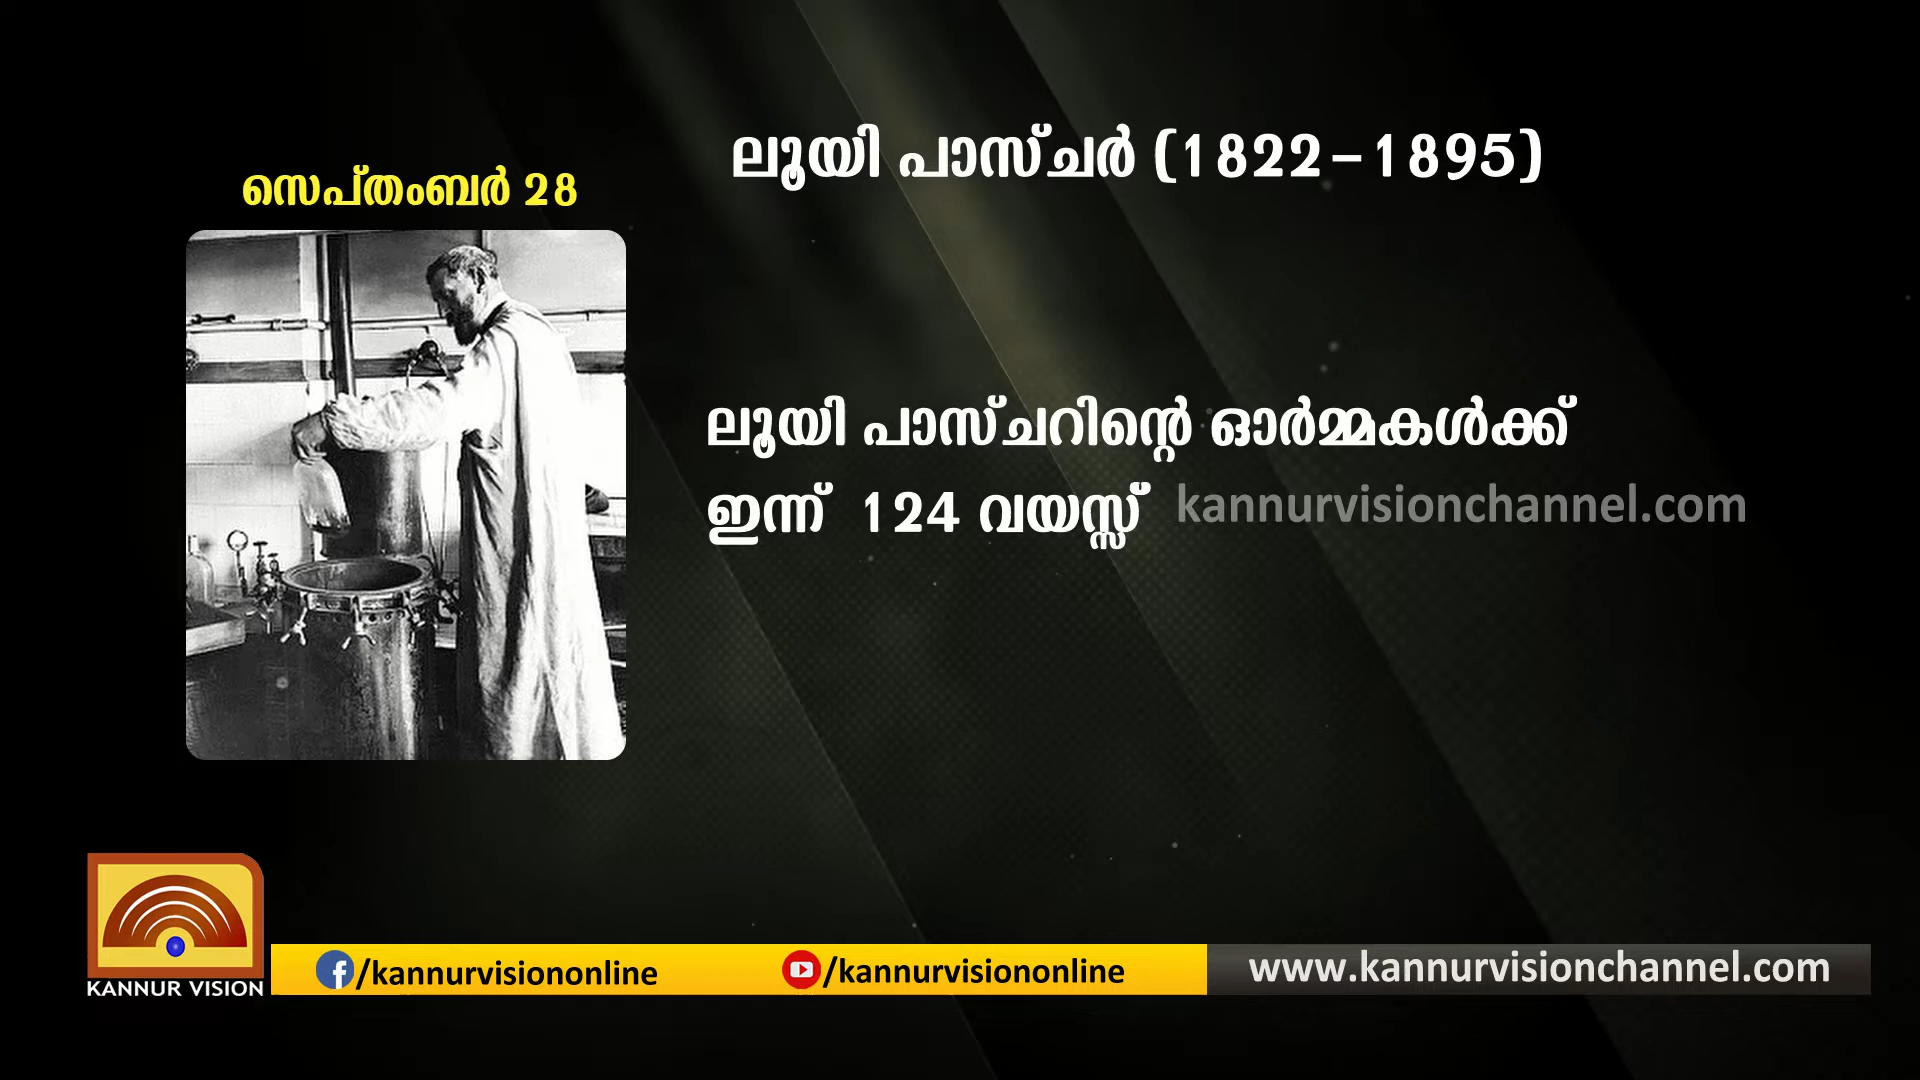 ലൂയി പാസ്ചർ (1822-1895)
സെപ്തംബർ 28
ലൂയി പാസ്ചറിന്റെ ഓർമ്മകൾക്ക്
ഇന്ന് 124 വയസ്സ്
kannurvisionchannel.com
KANNUR VISION
/kannurvisiononline
/kannurvisiononline
www.kannurvisionchannel.com